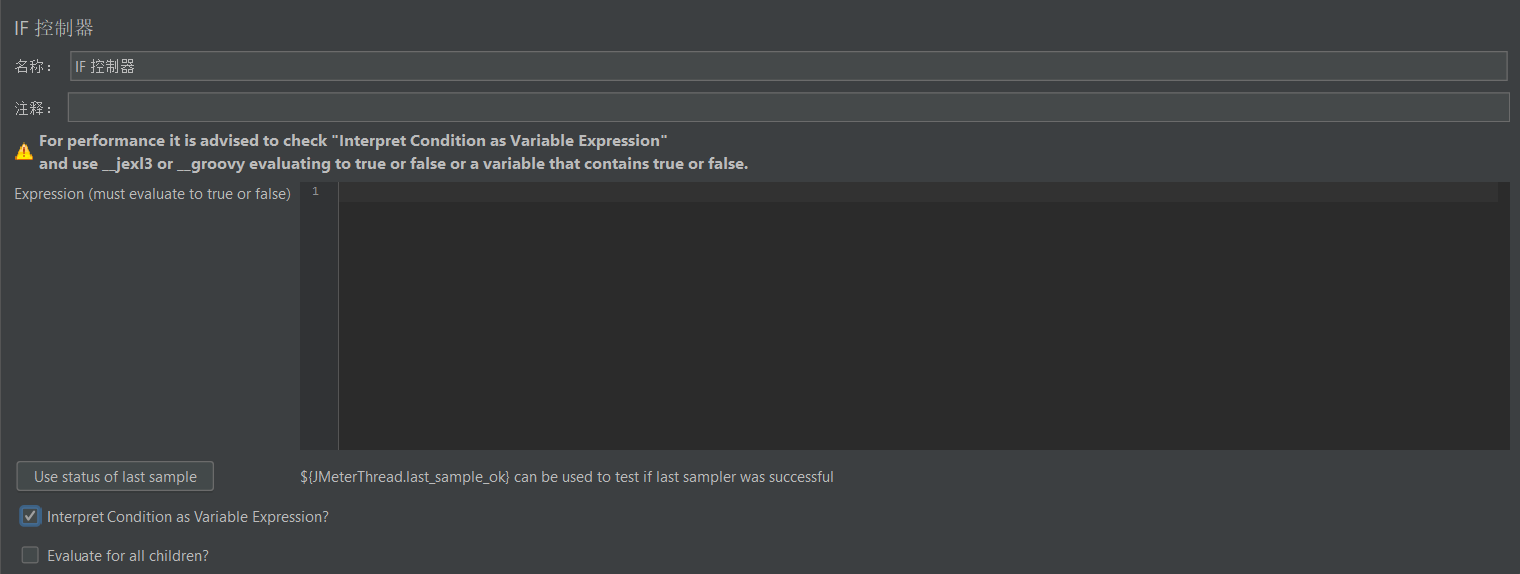 IF 控制器
名称： IF 控制器
注释：
For performance it is advised to check "Interpret Condition as Variable Expression"
and use __jexl3 or __groovy evaluating to true or false or a variable that contains true or false.
Expression (must evaluate to true or false) 1
Use status of last sample ${JMeterThread.last_sample_ok} can be used to test if last sampler was successful
Interpret Condition as Variable Expression?
Evaluate for all children?